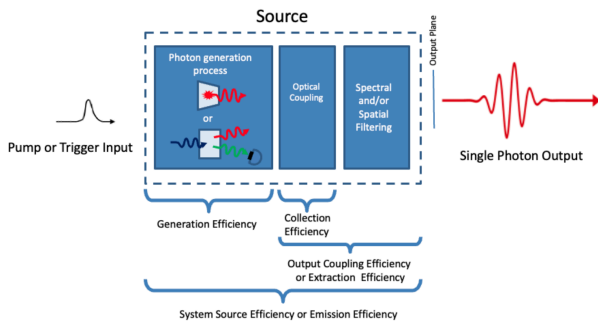 Source
Output Plane
Photon generation
process
or
Optical
Coupling
Spectral
and/or
Spatial
Filtering
Pump or Trigger Input
Single Photon Output
Generation Efficiency
Collection
Efficiency
Output Coupling Efficiency
or Extraction Efficiency
System Source Efficiency or Emission Efficiency